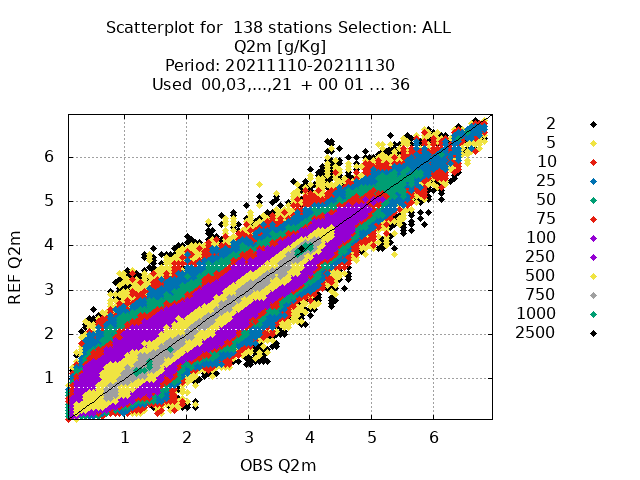 Scatterplot for 138 stations Selection: ALL
Q2m [g/Kg]
Period: 20211110-20211130
Used 00,03,...,21 + 00 01 ... 36
2
5
10
25
50
75
100
250
500
750
1000
2500
REF Q2m
6
5
4
3
2
1
1 2 3 4 5 6
OBS Q2m